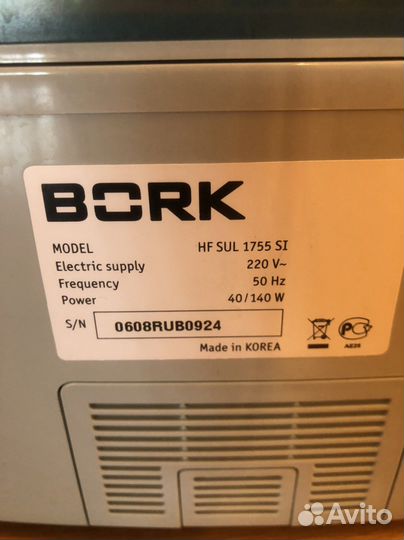 BORK
MODEL HF SUL 1755 SI
Electric supply 220 V~
Frequency 50 Hz
Power 40/140 W
S/N 0608RUB0924
Made in KOREA
АЕ25
Avito